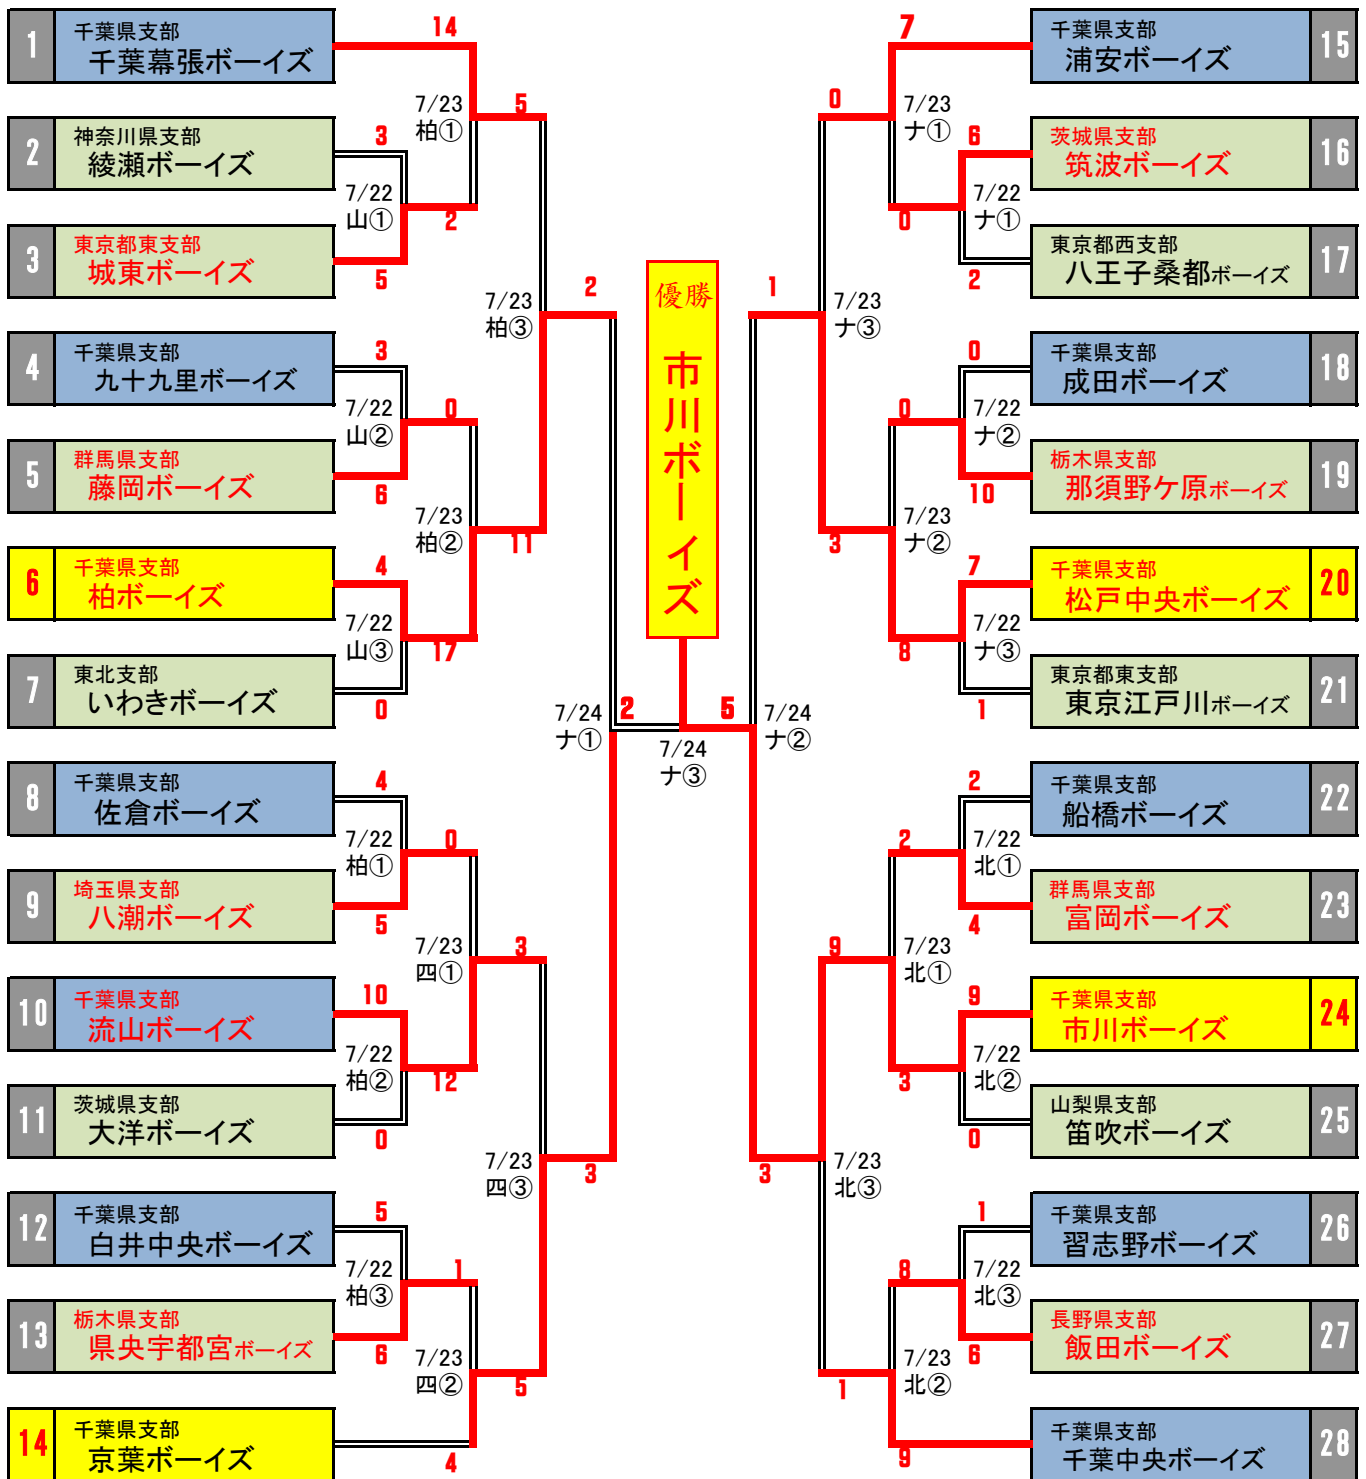 1
千葉県支部
千葉幕張ボーイズ
14
2
神奈川県支部
綾瀬ボーイズ
3
7/23
柏①
5
7/22
山①
2
3
東京都東支部
城東ボーイズ
5
7/23
柏③
2
4
千葉県支部
九十九里ボーイズ
3
7/22
山②
0
5
群馬県支部
藤岡ボーイズ
6
7/23
柏②
11
6
千葉県支部
柏ボーイズ
4
7/22
山③
17
7
東北支部
いわきボーイズ
0
7/24
ナ①
2
8
千葉県支部
佐倉ボーイズ
4
7/22
柏①
0
9
埼玉県支部
八潮ボーイズ
5
7/23
四①
3
10
千葉県支部
流山ボーイズ
10
7/22
柏②
12
11
茨城県支部
大洋ボーイズ
0
7/23
四③
3
12
千葉県支部
白井中央ボーイズ
5
7/22
柏③
1
13
栃木県支部
県央宇都宮ボーイズ
6
7/23
四②
5
14
千葉県支部
京葉ボーイズ
4
優勝
市川ボーイズ
7/24
ナ③
7
千葉県支部
浦安ボーイズ
15
0
7/23
ナ①
6
茨城県支部
筑波ボーイズ
16
0
7/22
ナ①
2
東京都西支部
八王子桑都ボーイズ
17
1
7/23
ナ③
0
千葉県支部
成田ボーイズ
18
0
7/22
ナ②
10
栃木県支部
那須野ケ原ボーイズ
19
3
7/23
ナ②
7
千葉県支部
松戸中央ボーイズ
20
8
7/22
ナ③
1
東京都東支部
東京江戸川ボーイズ
21
5
7/24
ナ②
2
千葉県支部
船橋ボーイズ
22
2
7/22
北①
4
群馬県支部
富岡ボーイズ
23
9
7/23
北①
9
千葉県支部
市川ボーイズ
24
3
7/22
北②
0
山梨県支部
笛吹ボーイズ
25
3
7/23
北③
1
千葉県支部
習志野ボーイズ
26
8
7/22
北③
6
長野県支部
飯田ボーイズ
27
1
7/23
北②
9
千葉県支部
千葉中央ボーイズ
28